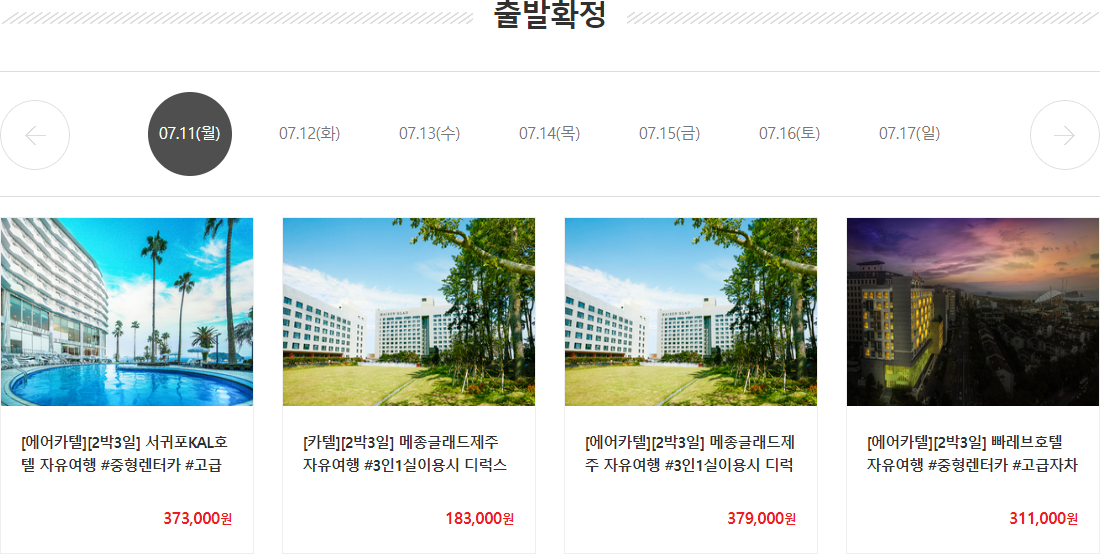 출발확정
07.11(월) 07.12(화) 07.13(수) 07.14(목) 07.15(금) 07.16(토) 07.17(일)
[에어카텔][2박3일] 서귀포KAL호
텔 자유여행 #중형렌터카 #고급
373,000원
MAISON GLAD
[카텔][2박3일] 메종글래드제주
자유여행 #3인1실이용시 디럭스
183,000원
MAISON GLAD
[에어카텔][2박3일] 메종글래드제
주 자유여행 #3인1실이용시 디럭
379,000원
[에어카텔][2박3일] 빠레브호텔
자유여행 #중형렌터카 #고급자차
311,000원